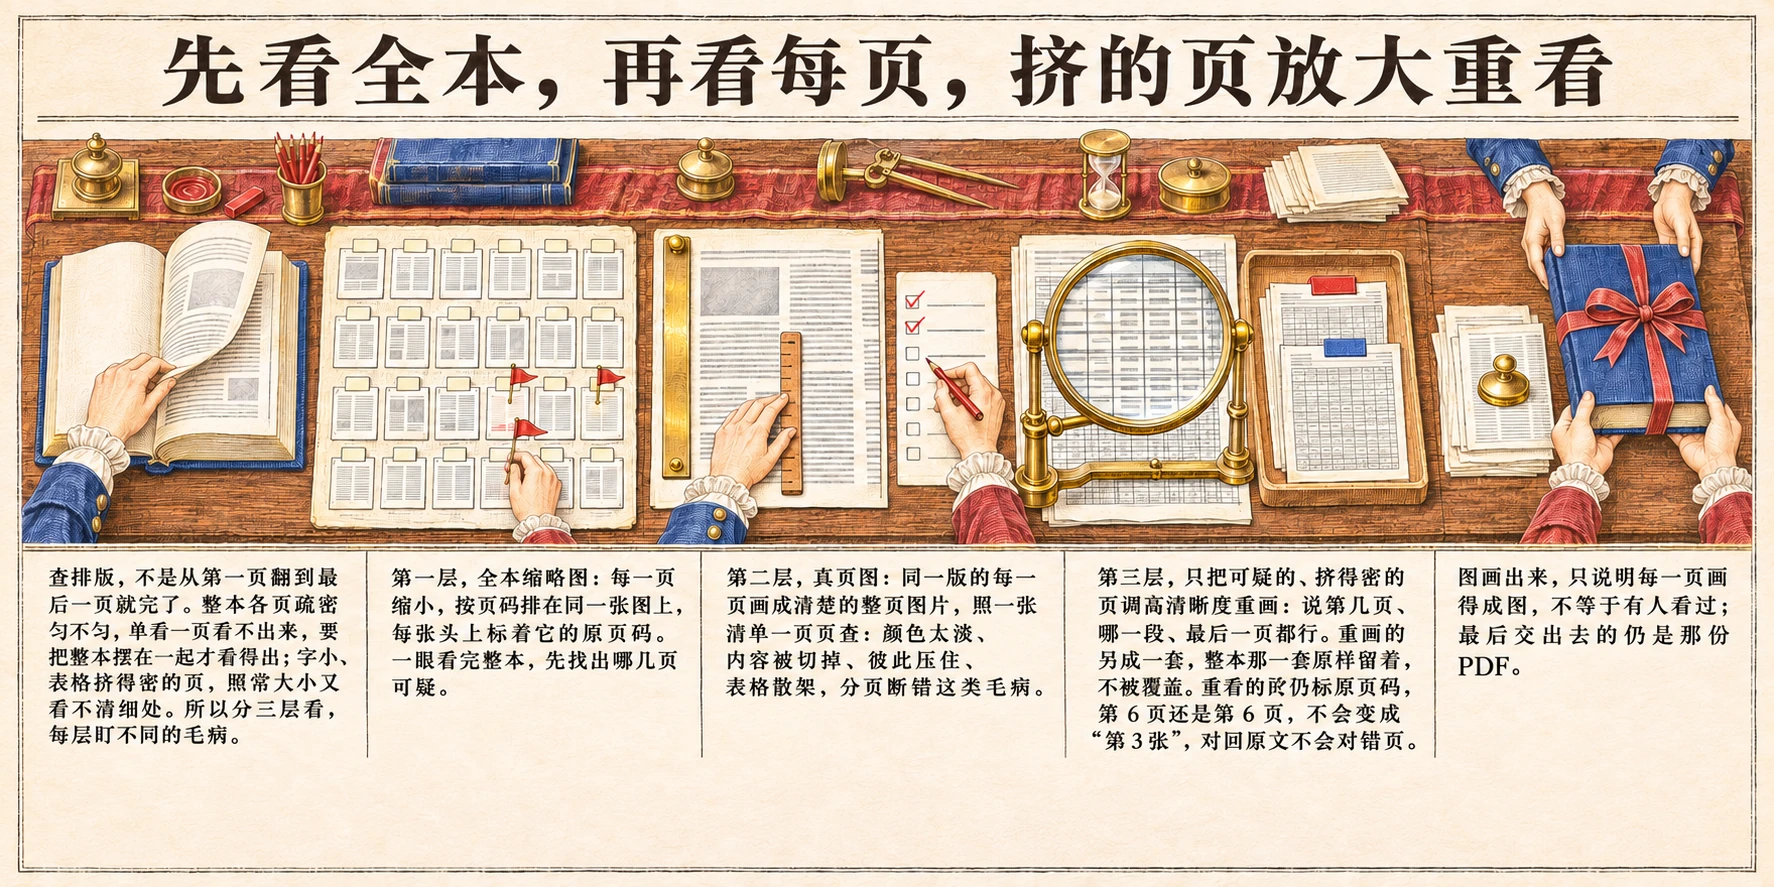 先看全本，再看每页，挤的页放大重看
查排版，不是从第一页翻到最
后一页就完了。整本各页疏密
匀不匀，单看一页看不出来，要
把整本摆在一起才看得出；字小、
表格挤得密的页，照常大小又
看不清细处。所以分三层看，
每层盯不同的毛病。
第一层，全本缩略图：每一页
缩小，按页码排在同一张图上，
每张头上标着它的原页码。
一眼看完整本，先找出哪几页
可疑。
第二层，真页图：同一版的每一
页画成清楚的整页图片，照一张
清单一页页查：颜色太淡、
内容被切掉、彼此压住、
表格散架，分页断错这类毛病。
第三层，只把可疑的、挤得密的
页调高清晰度重画：说第几页、
哪一段、最后一页都行。重画的
另成一套，整本那一套原样留着，
不被覆盖。重看的仍标原页码，
第 6 页还是第 6 页，不会变成
“第 3 张”，对回原文不会对错页。
图画出来，只说明每一页画
得成图，不等于有人看过；
最后交出去的仍是那份
PDF。